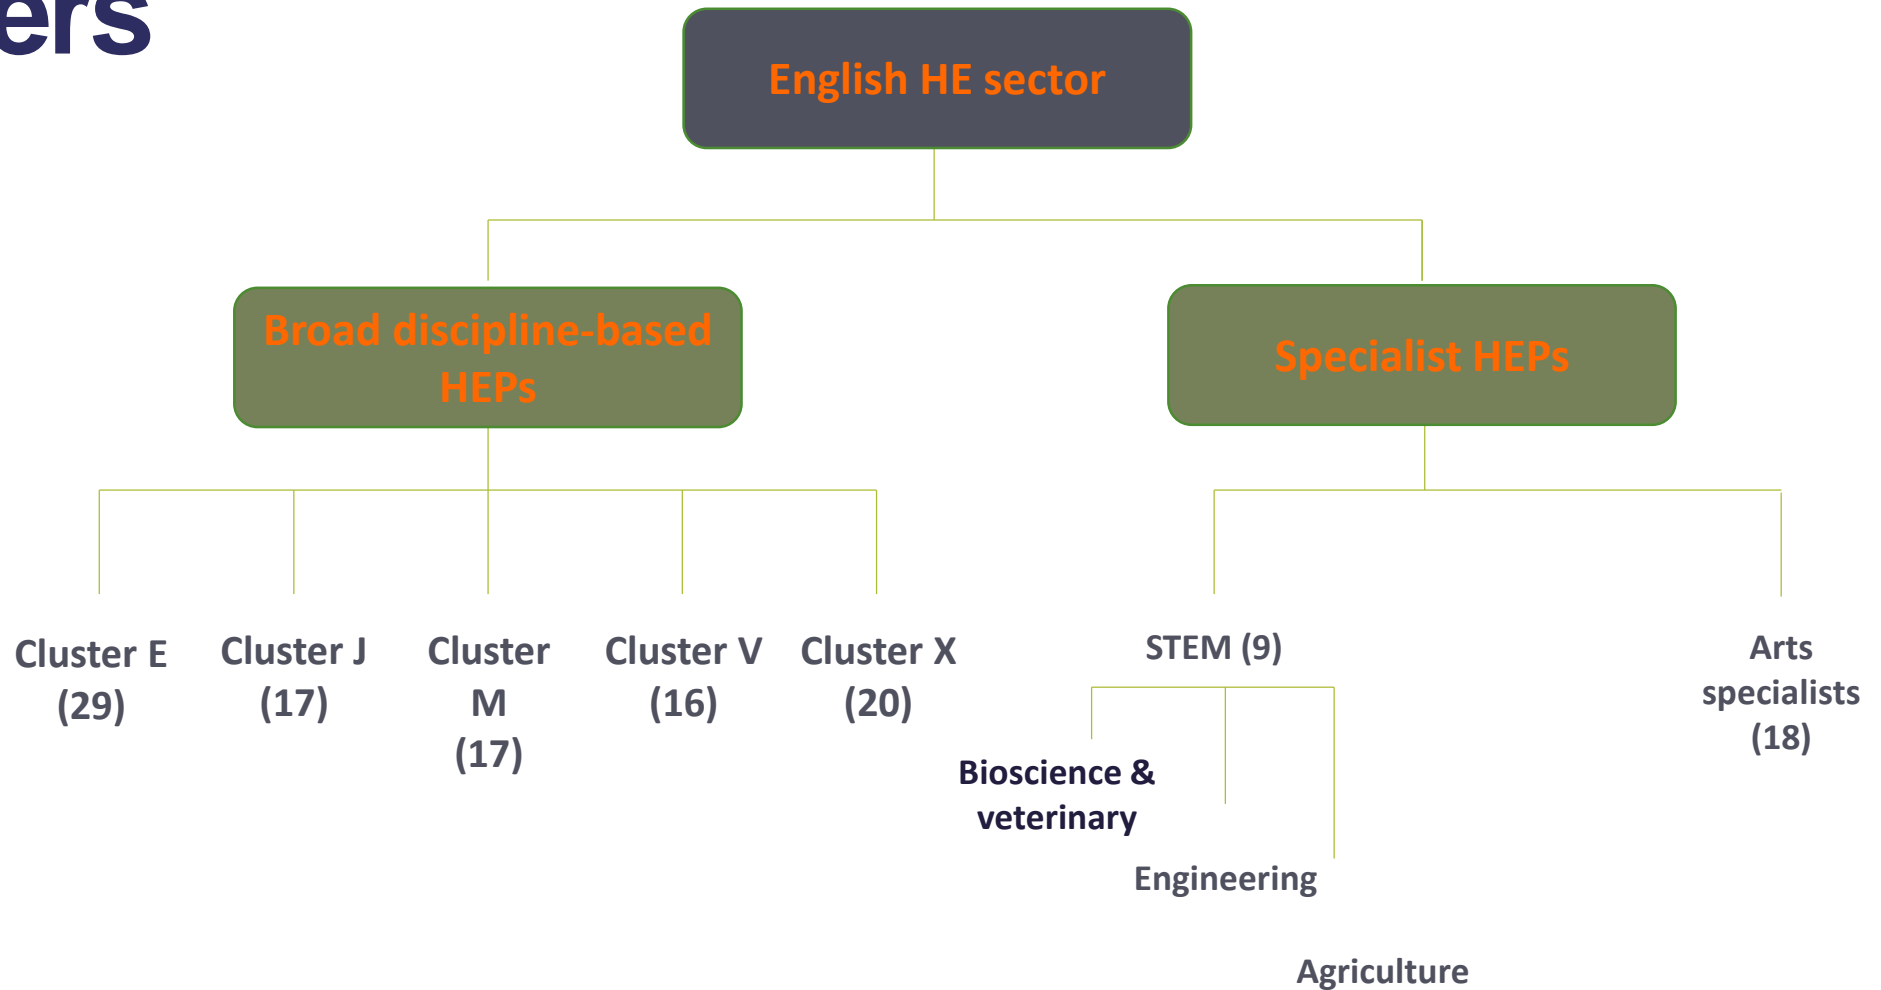 ers
English HE sector
Broad discipline-based
HEPs
Specialist HEPs
Cluster E
(29)
Cluster J
(17)
Cluster
M
(17)
Cluster V
(16)
Cluster X
(20)
STEM (9)
Arts
specialists
(18)
Bioscience &
veterinary
Engineering
Agriculture